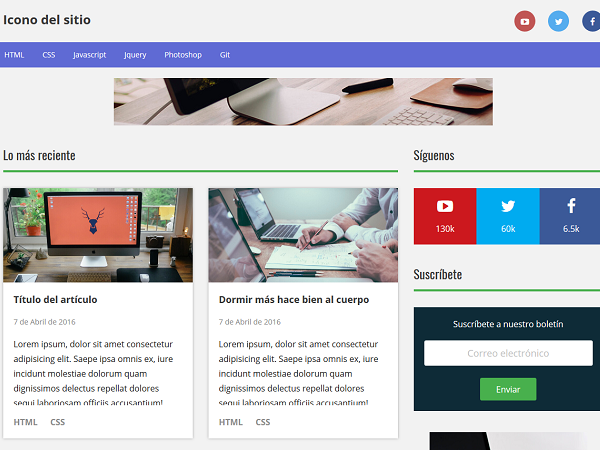 Icono del sitio
HTML CSS Javascript Jquery Photoshop Git
Lo más reciente
Título del artículo
7 de Abril de 2016
Lorem ipsum, dolor sit amet consectetur
adipisicing elit. Saepe ipsa omnis ex, iure
incidunt molestiae dolorum quam
dignissimos delectus repellat dolores
sequi laboriosam officiis accusantium!
HTML CSS
Dormir más hace bien al cuerpo
7 de Abril de 2016
Lorem ipsum, dolor sit amet consectetur
adipisicing elit. Saepe ipsa omnis ex, iure
incidunt molestiae dolorum quam
dignissimos delectus repellat dolores
sequi laboriosam officiis accusantium!
HTML CSS
Síguenos
130k 60k 6.5k
Suscríbete
Suscríbete a nuestro boletín
Correo electrónico
Enviar